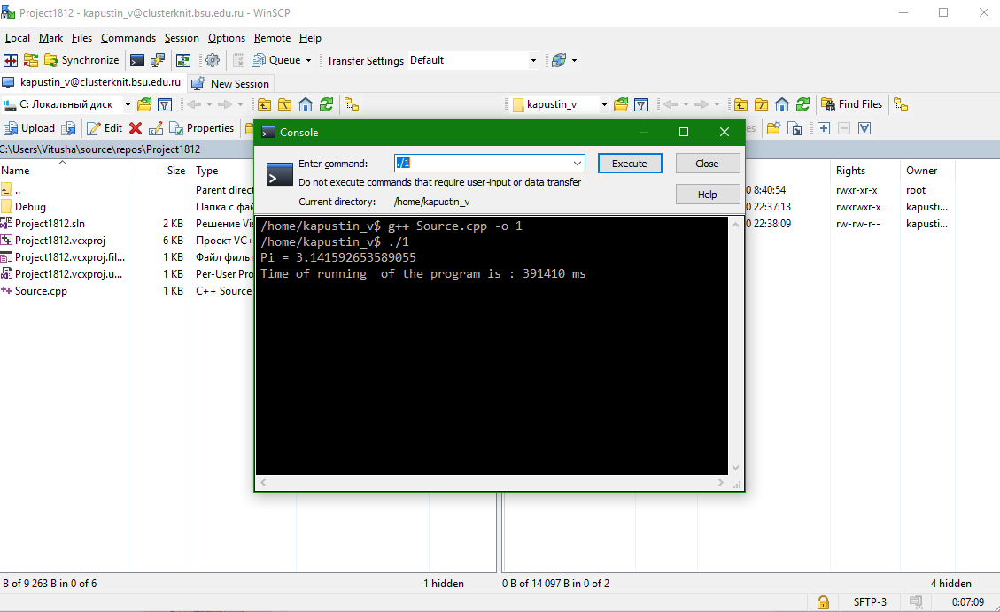 Project1812 - kapustin_v@clusterknit.bsu.edu.ru - WinSCP
Local Mark Files Commands Session Options Remote Help
Synchronize Queue Transfer Settings Default
kapustin_v@clusterknit.bsu.edu.ru New Session
C: Локальный диск kapustin_v Find Files
Upload Edit Properties
C:\Users\Vitusha\source\repos\Project1812
Name Size Type Rights Owner
.. Parent direct 0 8:40:54 rwxr-xr-x root
Debug Папка с фай 0 22:37:13 rwxrwxr-x kapusti...
Project1812.sln 2 KB Решение Vis 0 22:38:09 rw-rw-r-- kapusti...
Project1812.vcxproj 6 KB Проект VC+
Project1812.vcxproj.fil... 1 KB Файл фильт
Project1812.vcxproj.u... 1 KB Per-User Pro
Source.cpp 1 KB C++ Source
Console
Enter command: ./1 Execute Close
Do not execute commands that require user-input or data transfer
Current directory: /home/kapustin_v Help
/home/kapustin_v$ g++ Source.cpp -o 1
/home/kapustin_v$ ./1
Pi = 3.141592653589055
Time of running  of the program is : 391410 ms
B of 9 263 B in 0 of 6 1 hidden 0 B of 14 097 B in 0 of 2 4 hidden
SFTP-3 0:07:09